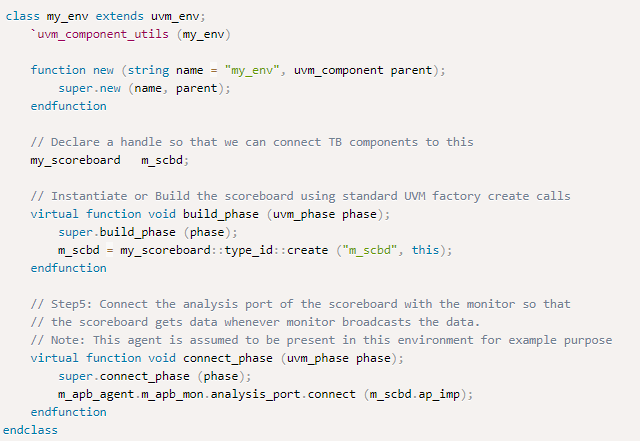 class my_env extends uvm_env;
`uvm_component_utils (my_env)
function new (string name = "my_env", uvm_component parent);
super.new (name, parent);
endfunction
// Declare a handle so that we can connect TB components to this
my_scoreboard m_scbd;
// Instantiate or Build the scoreboard using standard UVM factory create calls
virtual function void build_phase (uvm_phase phase);
super.build_phase (phase);
m_scbd = my_scoreboard::type_id::create ("m_scbd", this);
endfunction
// Step5: Connect the analysis port of the scoreboard with the monitor so that
// the scoreboard gets data whenever monitor broadcasts the data.
// Note: This agent is assumed to be present in this environment for example purpose
virtual function void connect_phase (uvm_phase phase);
super.connect_phase (phase);
m_apb_agent.m_apb_mon.analysis_port.connect (m_scbd.ap_imp);
endfunction
endclass